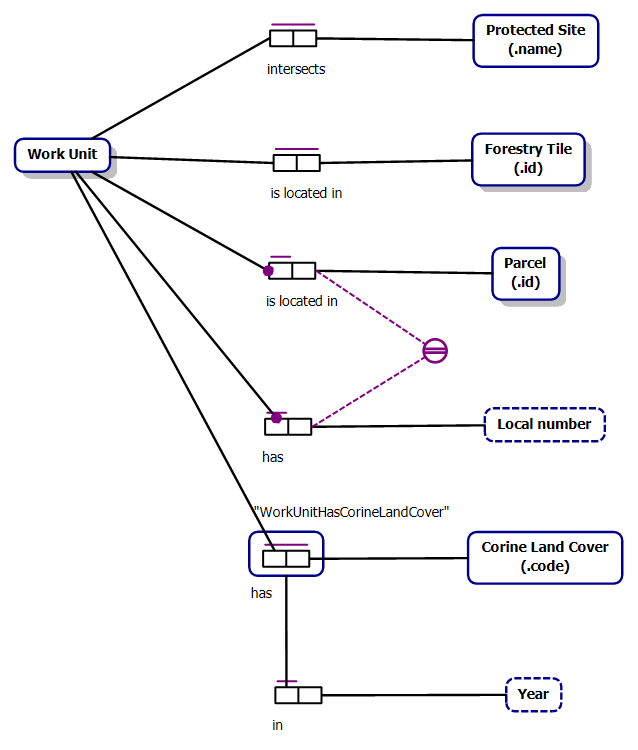 Protected Site
(.name)
intersects
Work Unit
Forestry Tile
(.id)
is located in
Parcel
(.id)
is located in
Local number
has
"WorkUnitHasCorineLandCover"
Corine Land Cover
(.code)
has
Year
in